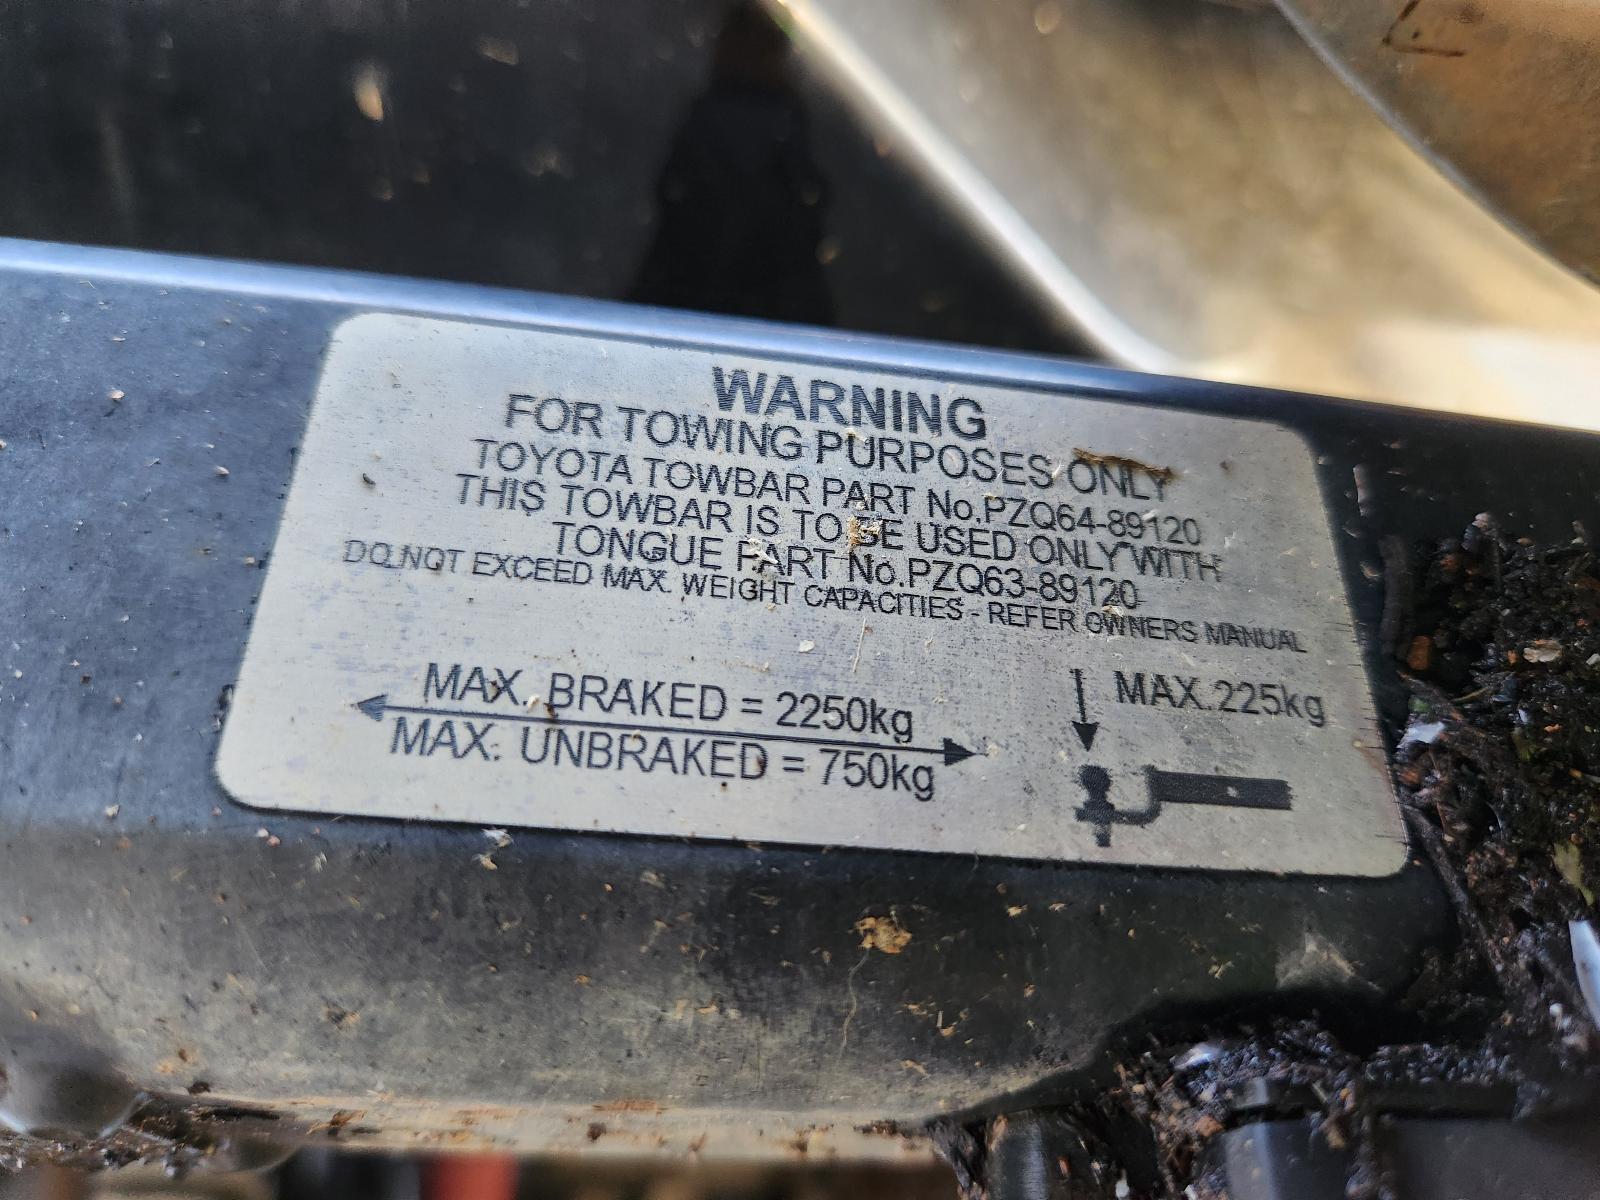 WARNING
FOR TOWING PURPOSES ONLY
TOYOTA TOWBAR PART No.PZQ64-89120
THIS TOWBAR IS TO BE USED ONLY WITH
TONGUE PART No.PZQ63-89120
DO NOT EXCEED MAX. WEIGHT CAPACITIES - REFER OWNERS MANUAL
MAX. BRAKED = 2250kg
MAX. UNBRAKED = 750kg
MAX.225kg